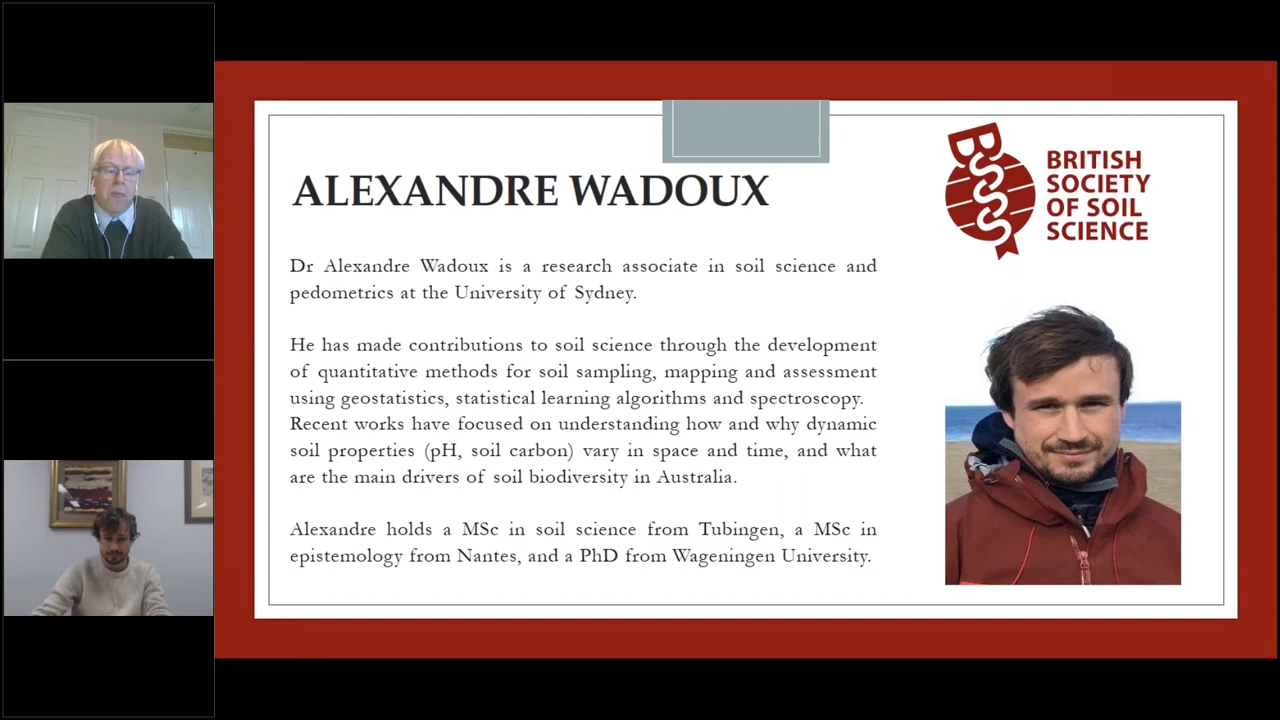 ALEXANDRE WADOUX
BSSS
BRITISH
SOCIETY
OF SOIL
SCIENCE
Dr Alexandre Wadoux is a research associate in soil science and
pedometrics at the University of Sydney.
He has made contributions to soil science through the development
of quantitative methods for soil sampling, mapping and assessment
using geostatistics, statistical learning algorithms and spectroscopy.
Recent works have focused on understanding how and why dynamic
soil properties (pH, soil carbon) vary in space and time, and what
are the main drivers of soil biodiversity in Australia.
Alexandre holds a MSc in soil science from Tubingen, a MSc in
epistemology from Nantes, and a PhD from Wageningen University.